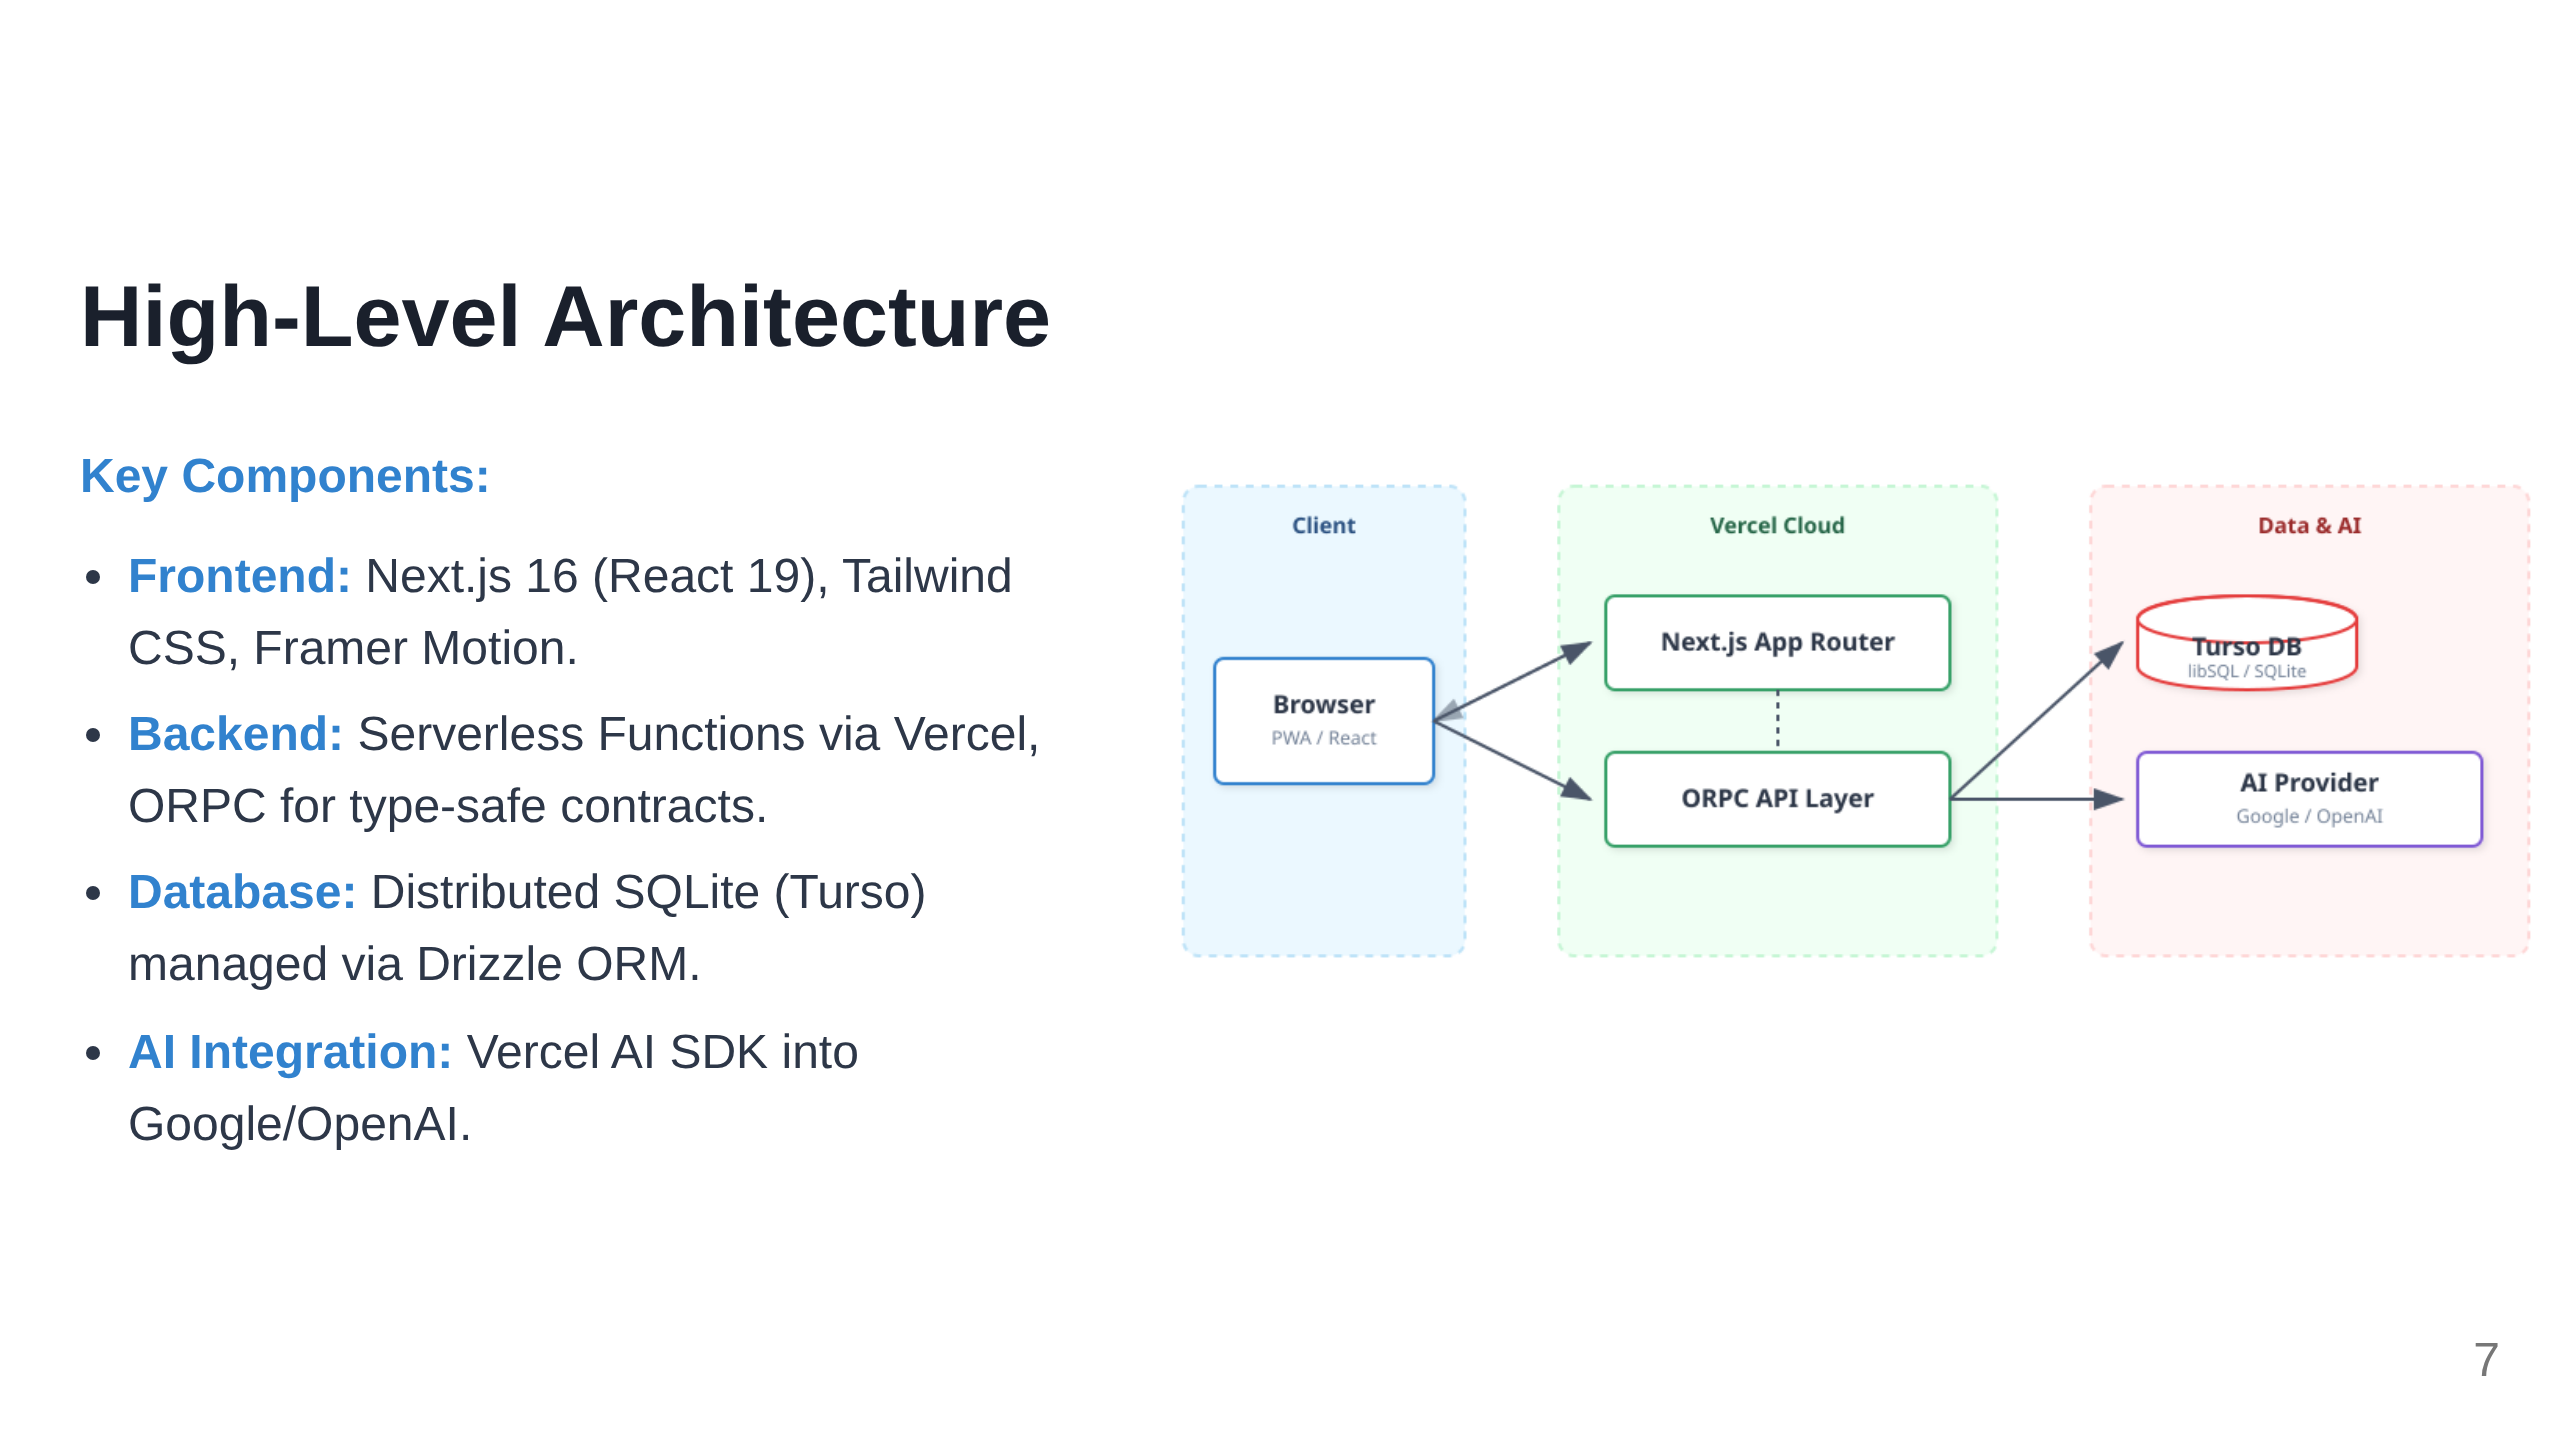 High-Level Architecture
Key Components:
• Frontend: Next.js 16 (React 19), Tailwind
CSS, Framer Motion.
• Backend: Serverless Functions via Vercel,
ORPC for type-safe contracts.
• Database: Distributed SQLite (Turso)
managed via Drizzle ORM.
• AI Integration: Vercel AI SDK into
Google/OpenAI.
Client
Browser
PWA / React
Vercel Cloud
Next.js App Router
ORPC API Layer
Data & AI
Turso DB
libSQL / SQLite
AI Provider
Google / OpenAI
7